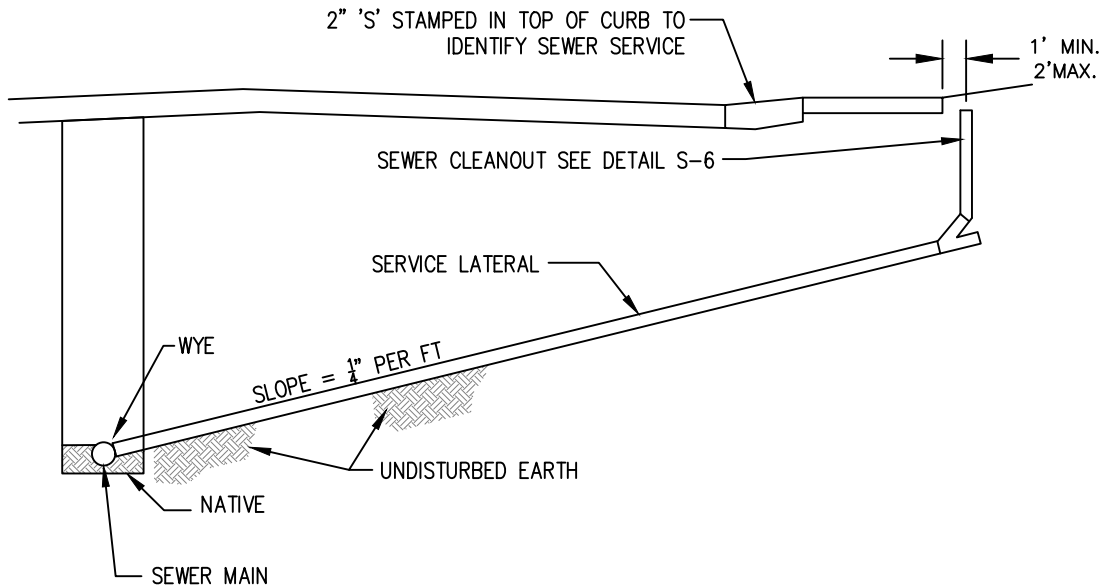 2" 'S' STAMPED IN TOP OF CURB TO
IDENTIFY SEWER SERVICE
1' MIN.
2'MAX.
SEWER CLEANOUT SEE DETAIL S-6
SERVICE LATERAL
WYE
SLOPE = 1/4" PER FT
UNDISTURBED EARTH
NATIVE
SEWER MAIN